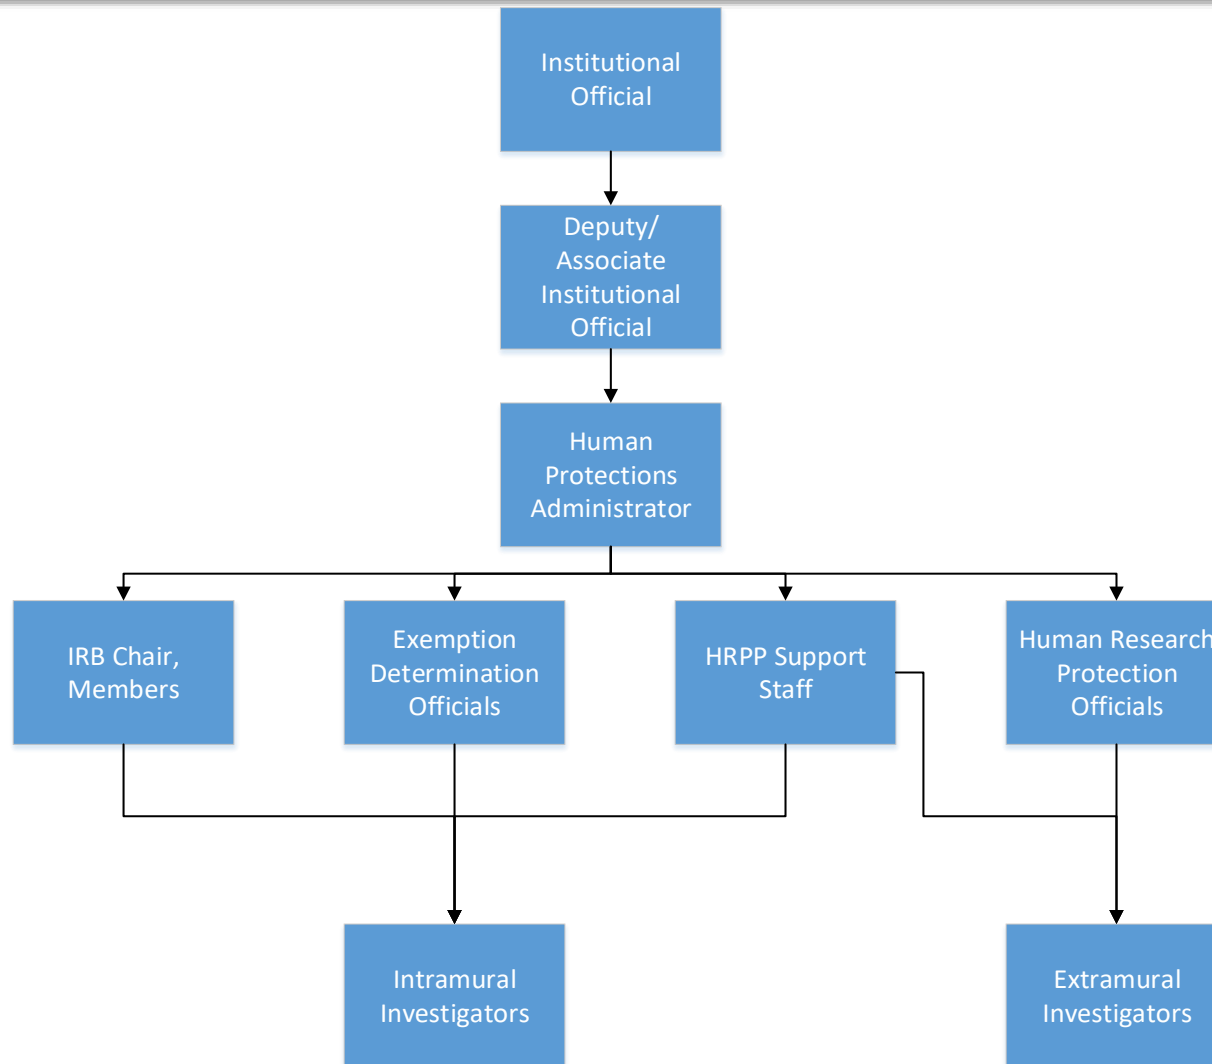 Institutional
Official
Deputy/
Associate
Institutional
Official
Human
Protections
Administrator
IRB Chair,
Members
Exemption
Determination
Officials
HRPP Support
Staff
Human Research
Protection
Officials
Intramural
Investigators
Extramural
Investigators